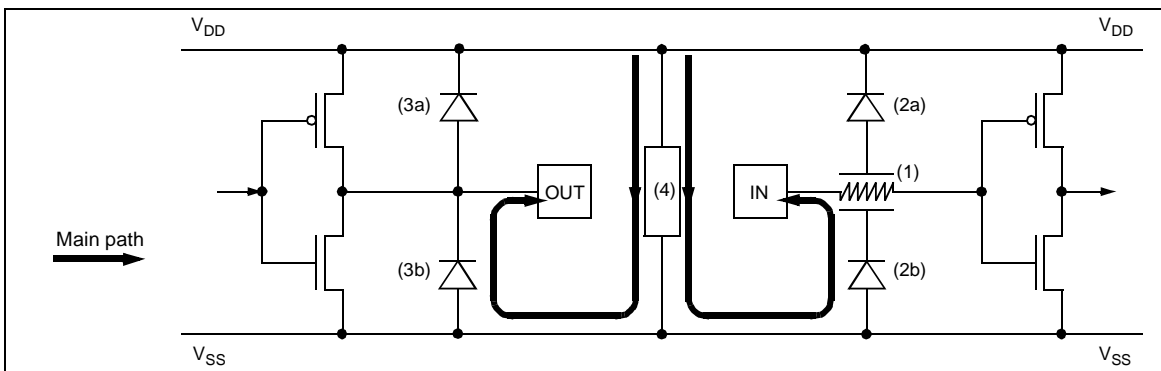 VDD VDD
(3a) (2a)
(1)
OUT (4) IN
Main path
(3b) (2b)
VSS VSS